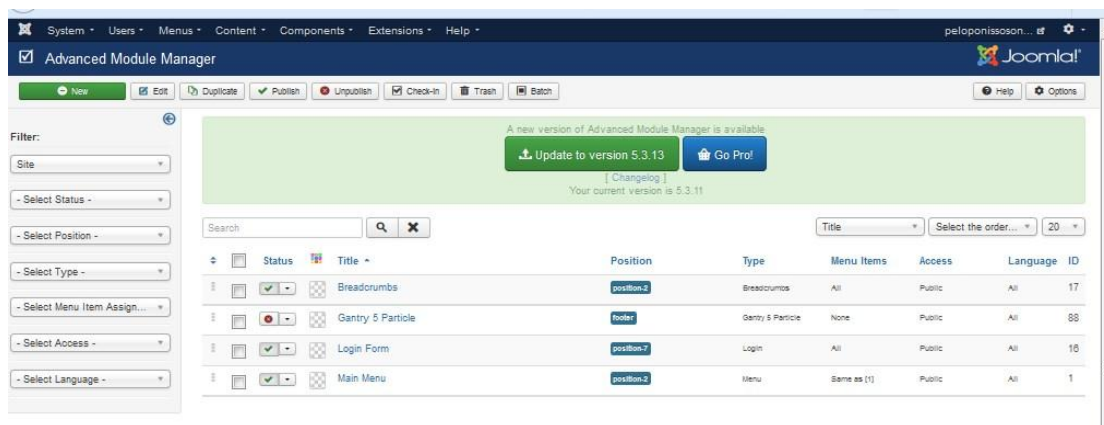 System Users Menus Content Components Extensions Help peloponissoson...
Advanced Module Manager Joomla!
New Edit Duplicate Publish Unpublish Check-in Trash Batch Help Options
Filter:
Site
- Select Status -
- Select Position -
- Select Type -
- Select Menu Item Assign...
- Select Access -
- Select Language -
A new version of Advanced Module Manager is available
Update to version 5.3.13 Go Pro!
[ Changelog ]
Your current version is 5.3.11
Search Title Select the order... 20
Status Title Position Type Menu Items Access Language ID
Breadcrumbs position-2 Breadcrumbs All Public All 17
Gantry 5 Particle footer Gantry 5 Particle None Public All 88
Login Form position-7 Login All Public All 16
Main Menu position-2 Menu Same as [1] Public All 1